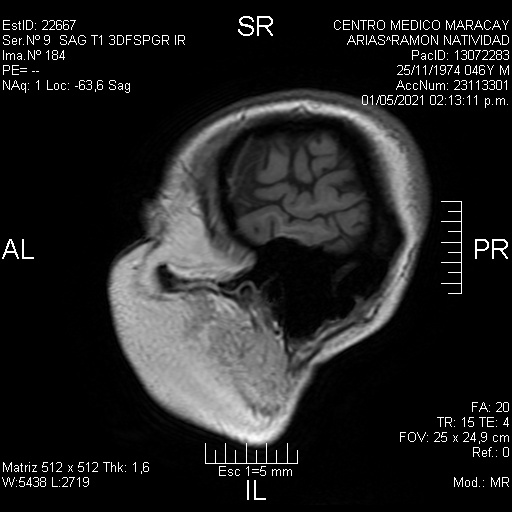 EstID: 22667
Ser.Nº 9 SAG T1 3DFSPGR IR
Ima.Nº 184
PE= --
NAq: 1 Loc: -63,6 Sag
SR
CENTRO MEDICO MARACAY
ARIAS^RAMON NATIVIDAD
PacID: 13072283
25/11/1974 046Y M
AccNum: 23113301
01/05/2021 02:13:11 p.m.
AL
PR
FA: 20
TR: 15 TE: 4
FOV: 25 x 24,9 cm
Ref.: 0
Matriz 512 x 512 Thk: 1,6
W:5438 L:2719
Esc 1=5 mm
IL
Mod.: MR